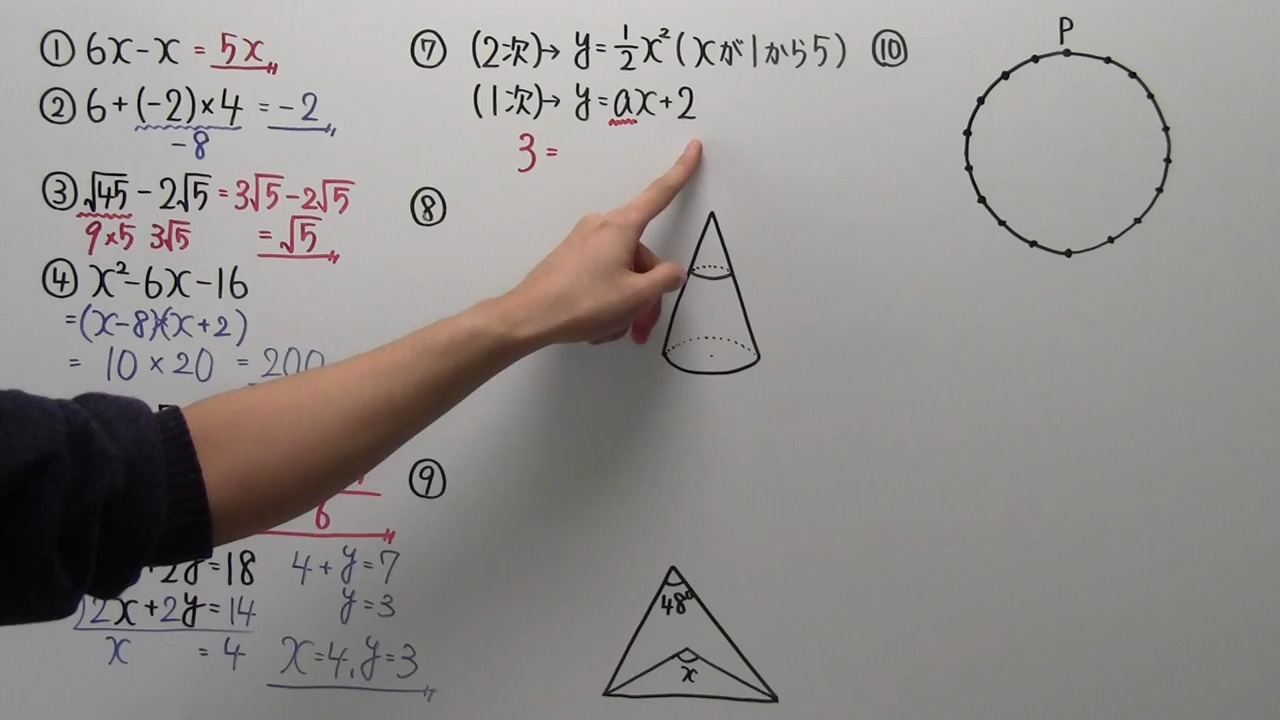 ① 6x-x = 5x
② 6+(-2)×4 = -2
-8
③ √45 - 2√5 = 3√5 - 2√5
9×5 3√5 = √5
④ x²-6x-16
=(x-8)(x+2)
= 10×20 = 200
6
+2y=18 4+y=7
2x+2y=14 y=3
x = 4 x=4, y=3
⑦ (2次)→ y=½x² (xが1から5)
(1次)→ y=ax+2
3=
⑧
⑨
48°
x
⑩
P